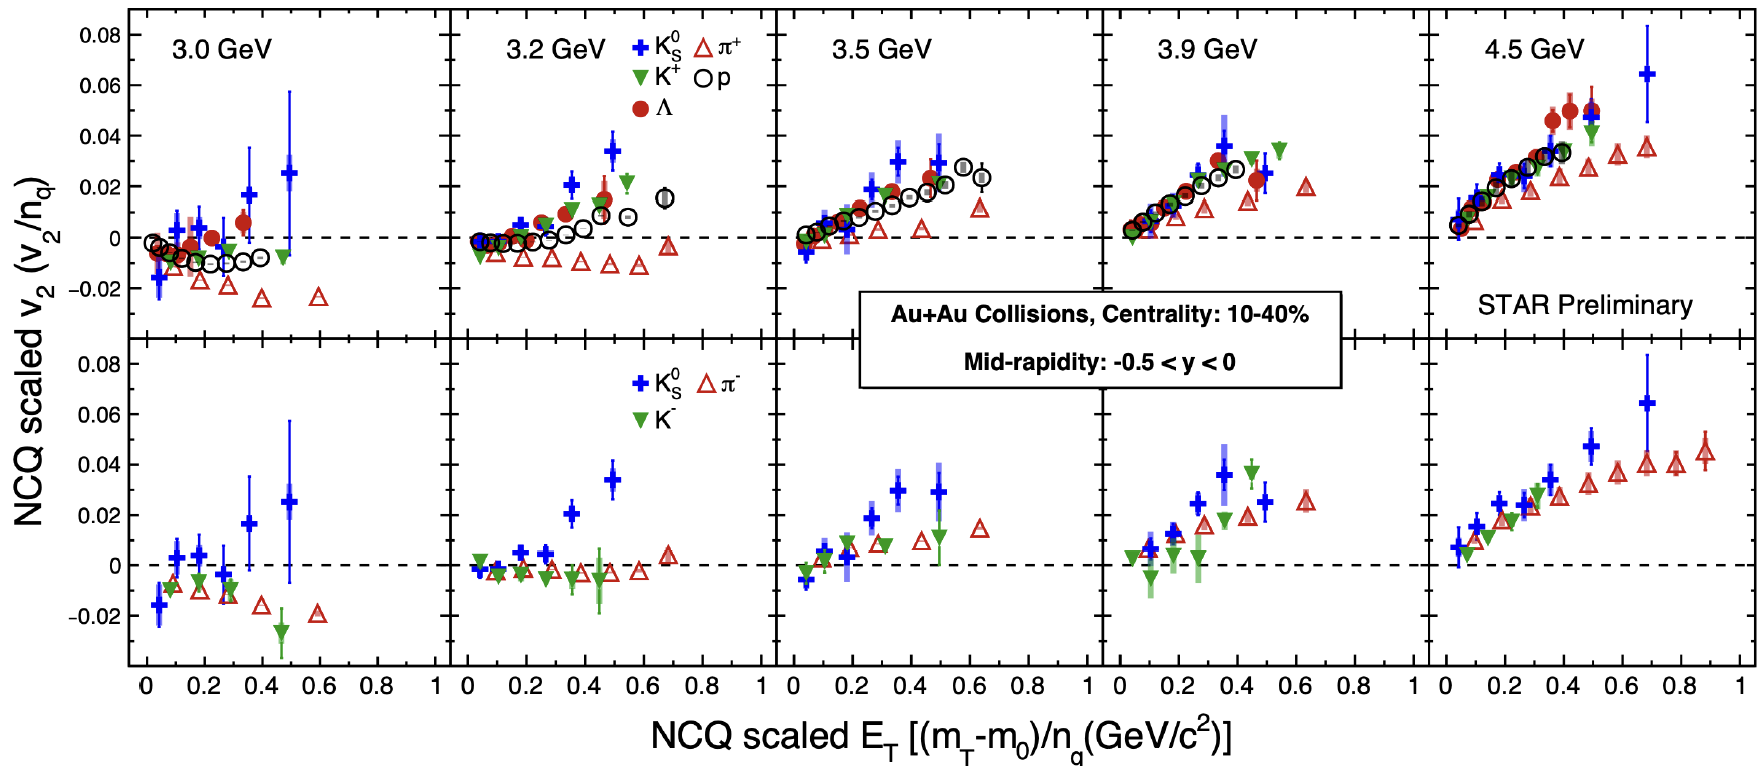 3.0 GeV
3.2 GeV
3.5 GeV
3.9 GeV
4.5 GeV
K⁰S π⁺
K⁺ p
Λ
0.08
0.06
0.04
0.02
0
−0.02
STAR Preliminary
Au+Au Collisions, Centrality: 10-40%
Mid-rapidity: -0.5 < y < 0
K⁰S π⁻
K⁻
0.08
0.06
0.04
0.02
0
−0.02
NCQ scaled v₂ (v₂/nq)
0 0.2 0.4 0.6 0.8 1
0 0.2 0.4 0.6 0.8 1
0 0.2 0.4 0.6 0.8 1
0 0.2 0.4 0.6 0.8 1
0 0.2 0.4 0.6 0.8 1
NCQ scaled ET [(mT-m0)/nq(GeV/c²)]